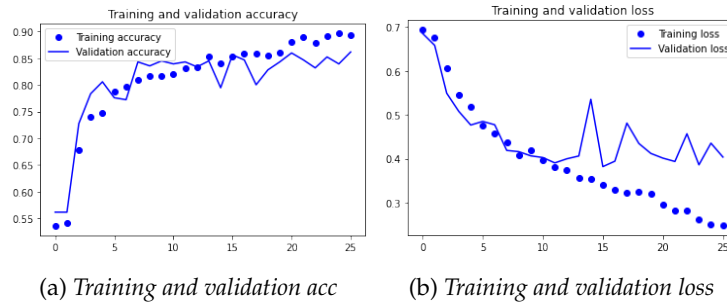 Training and validation accuracy
Training accuracy
Validation accuracy
0.90
0.85
0.80
0.75
0.70
0.65
0.60
0.55
0 5 10 15 20 25
(a) Training and validation acc
Training and validation loss
Training loss
Validation loss
0.7
0.6
0.5
0.4
0.3
0 5 10 15 20 25
(b) Training and validation loss